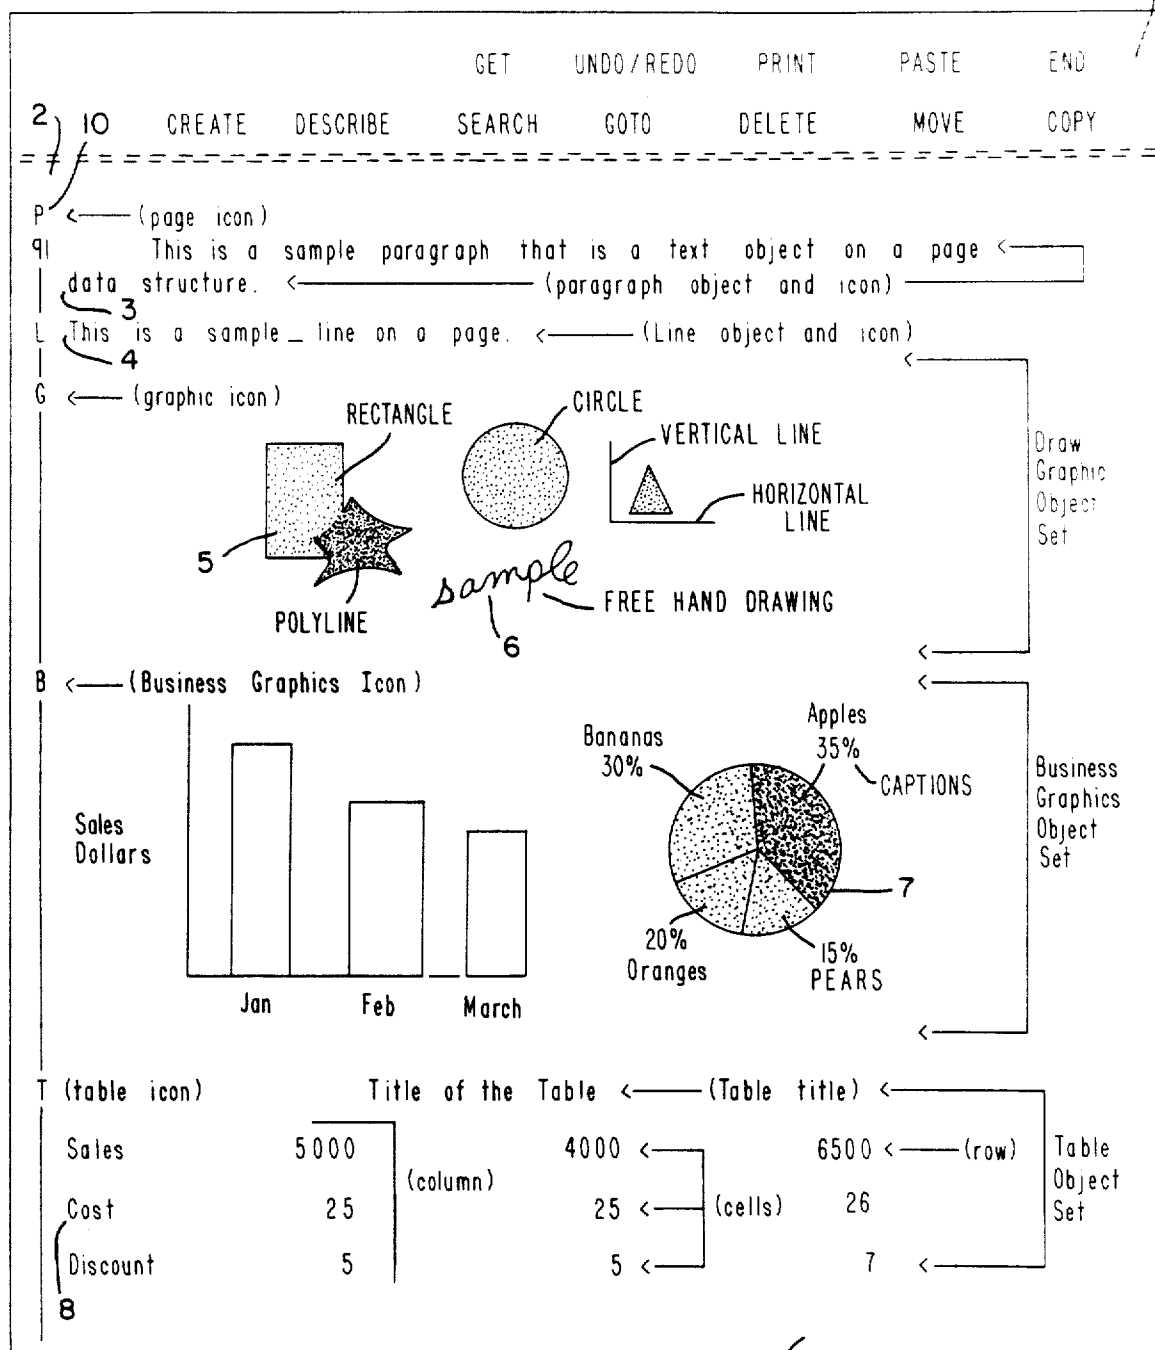 GET UNDO/REDO PRINT PASTE END
2 10 CREATE DESCRIBE SEARCH GOTO DELETE MOVE COPY
P <—— (page icon)
This is a sample paragraph that is a text object on a page <——
data structure. <—— (paragraph object and icon)
3
L This is a sample _ line on a page. <—— (Line object and icon)
4
G <—— (graphic icon)
RECTANGLE
CIRCLE
VERTICAL LINE
HORIZONTAL
LINE
5
POLYLINE
sample
FREE HAND DRAWING
6
Draw
Graphic
Object
Set
B <—— (Business Graphics Icon)
Sales
Dollars
Jan Feb March
Bananas
30%
Apples
35%
CAPTIONS
7
20%
Oranges
15%
PEARS
Business
Graphics
Object
Set
T (table icon) Title of the Table <—— (Table title) <——
Sales 5000 4000 <—— 6500 <—— (row)
(column)
Cost 25 25 <—— (cells) 26
Discount 5 5 <—— 7 <——
8
Table
Object
Set